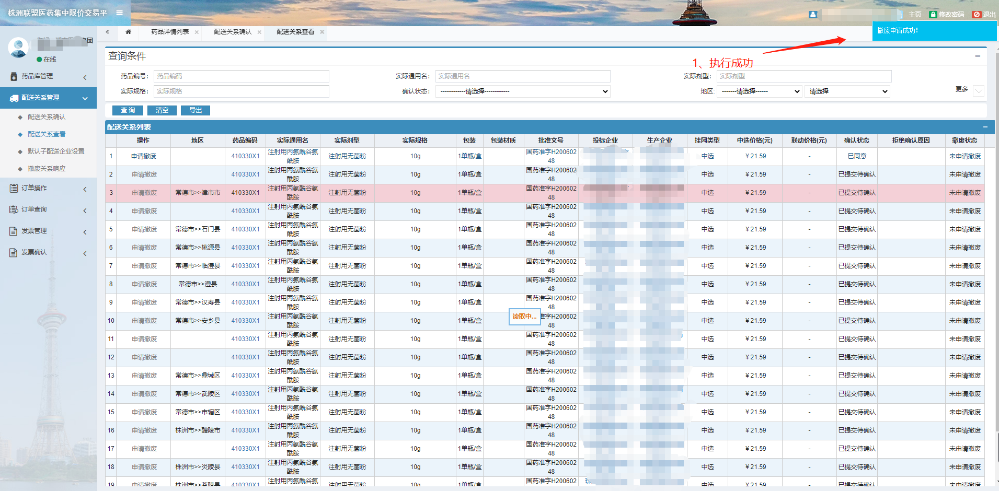 株洲联盟医药集中限价交易平
主页 修改密码 退出
撤废申请成功!
集团
在线
药品详情列表 配送关系确认 配送关系查看
药品库管理
配送关系管理
配送关系确认
配送关系查看
默认子配送企业设置
撤废关系响应
订单操作
订单查询
发票管理
发票确认
查询条件
1、执行成功
药品编号: 药品编码 实际通用名: 实际通用名 实际剂型: 实际剂型
实际规格: 实际规格 确认状态: -----------请选择------------ 地区: -------请选择------ 请选择 更多
查 询 清空 导出
配送关系列表
操作 地区 药品编码 实际通用名 实际剂型 实际规格 包装 包装材质 批准文号 投标企业 生产企业 挂网类型 中选价格(元) 联动价格(元) 确认状态 拒绝确认原因 撤废状态
1 申请撤废 410330X1 注射用丙氨酰谷氨酰胺 注射用无菌粉 10g 1单瓶/盒 国药准字H20060248 中选 ¥21.59 - 已同意 未申请撤废
2 申请撤废 410330X1 注射用丙氨酰谷氨酰胺 注射用无菌粉 10g 1单瓶/盒 国药准字H20060248 中选 ¥21.59 - 已提交待确认 未申请撤废
3 申请撤废 常德市>>津市市 410330X1 注射用丙氨酰谷氨酰胺 注射用无菌粉 10g 1单瓶/盒 国药准字H20060248 中选 ¥21.59 - 已提交待确认 未申请撤废
4 申请撤废 410330X1 注射用丙氨酰谷氨酰胺 注射用无菌粉 10g 1单瓶/盒 国药准字H20060248 中选 ¥21.59 - 已提交待确认 未申请撤废
5 申请撤废 常德市>>石门县 410330X1 注射用丙氨酰谷氨酰胺 注射用无菌粉 10g 1单瓶/盒 国药准字H20060248 中选 ¥21.59 - 已提交待确认 未申请撤废
6 申请撤废 常德市>>桃源县 410330X1 注射用丙氨酰谷氨酰胺 注射用无菌粉 10g 1单瓶/盒 国药准字H20060248 中选 ¥21.59 - 已提交待确认 未申请撤废
7 申请撤废 常德市>>临澧县 410330X1 注射用丙氨酰谷氨酰胺 注射用无菌粉 10g 1单瓶/盒 国药准字H20060248 中选 ¥21.59 - 已提交待确认 未申请撤废
8 申请撤废 常德市>>澧县 410330X1 注射用丙氨酰谷氨酰胺 注射用无菌粉 10g 1单瓶/盒 国药准字H20060248 中选 ¥21.59 - 已提交待确认 未申请撤废
9 申请撤废 常德市>>汉寿县 410330X1 注射用丙氨酰谷氨酰胺 注射用无菌粉 10g 1单瓶/盒 国药准字H20060248 中选 ¥21.59 - 已提交待确认 未申请撤废
读取中...
10 申请撤废 常德市>>安乡县 410330X1 注射用丙氨酰谷氨酰胺 注射用无菌粉 10g 1单瓶/盒 准字H20060248 中选 ¥21.59 - 已提交待确认 未申请撤废
11 申请撤废 410330X1 注射用丙氨酰谷氨酰胺 注射用无菌粉 10g 1单瓶/盒 国药准字H20060248 中选 ¥21.59 - 已提交待确认 未申请撤废
12 申请撤废 410330X1 注射用丙氨酰谷氨酰胺 注射用无菌粉 10g 1单瓶/盒 国药准字H20060248 中选 ¥21.59 - 已提交待确认 未申请撤废
13 申请撤废 常德市>>鼎城区 410330X1 注射用丙氨酰谷氨酰胺 注射用无菌粉 10g 1单瓶/盒 国药准字H20060248 中选 ¥21.59 - 已提交待确认 未申请撤废
14 申请撤废 常德市>>武陵区 410330X1 注射用丙氨酰谷氨酰胺 注射用无菌粉 10g 1单瓶/盒 国药准字H20060248 中选 ¥21.59 - 已提交待确认 未申请撤废
15 申请撤废 常德市>>市辖区 410330X1 注射用丙氨酰谷氨酰胺 注射用无菌粉 10g 1单瓶/盒 国药准字H20060248 中选 ¥21.59 - 已提交待确认 未申请撤废
16 申请撤废 株洲市>>醴陵市 410330X1 注射用丙氨酰谷氨酰胺 注射用无菌粉 10g 1单瓶/盒 国药准字H20060248 中选 ¥21.59 - 已提交待确认 未申请撤废
17 申请撤废 410330X1 注射用丙氨酰谷氨酰胺 注射用无菌粉 10g 1单瓶/盒 国药准字H20060248 中选 ¥21.59 - 已提交待确认 未申请撤废
18 申请撤废 株洲市>>炎陵县 410330X1 注射用丙氨酰谷氨酰胺 注射用无菌粉 10g 1单瓶/盒 国药准字H20060248 中选 ¥21.59 - 已提交待确认 未申请撤废
19 申请撤废 株洲市>>茶陵县 410330X1 注射用丙氨酰谷氨 注射用无菌粉 10g 1单瓶/盒 国药准字H200602 中选 ¥21.59 - 已提交待确认 未申请撤废